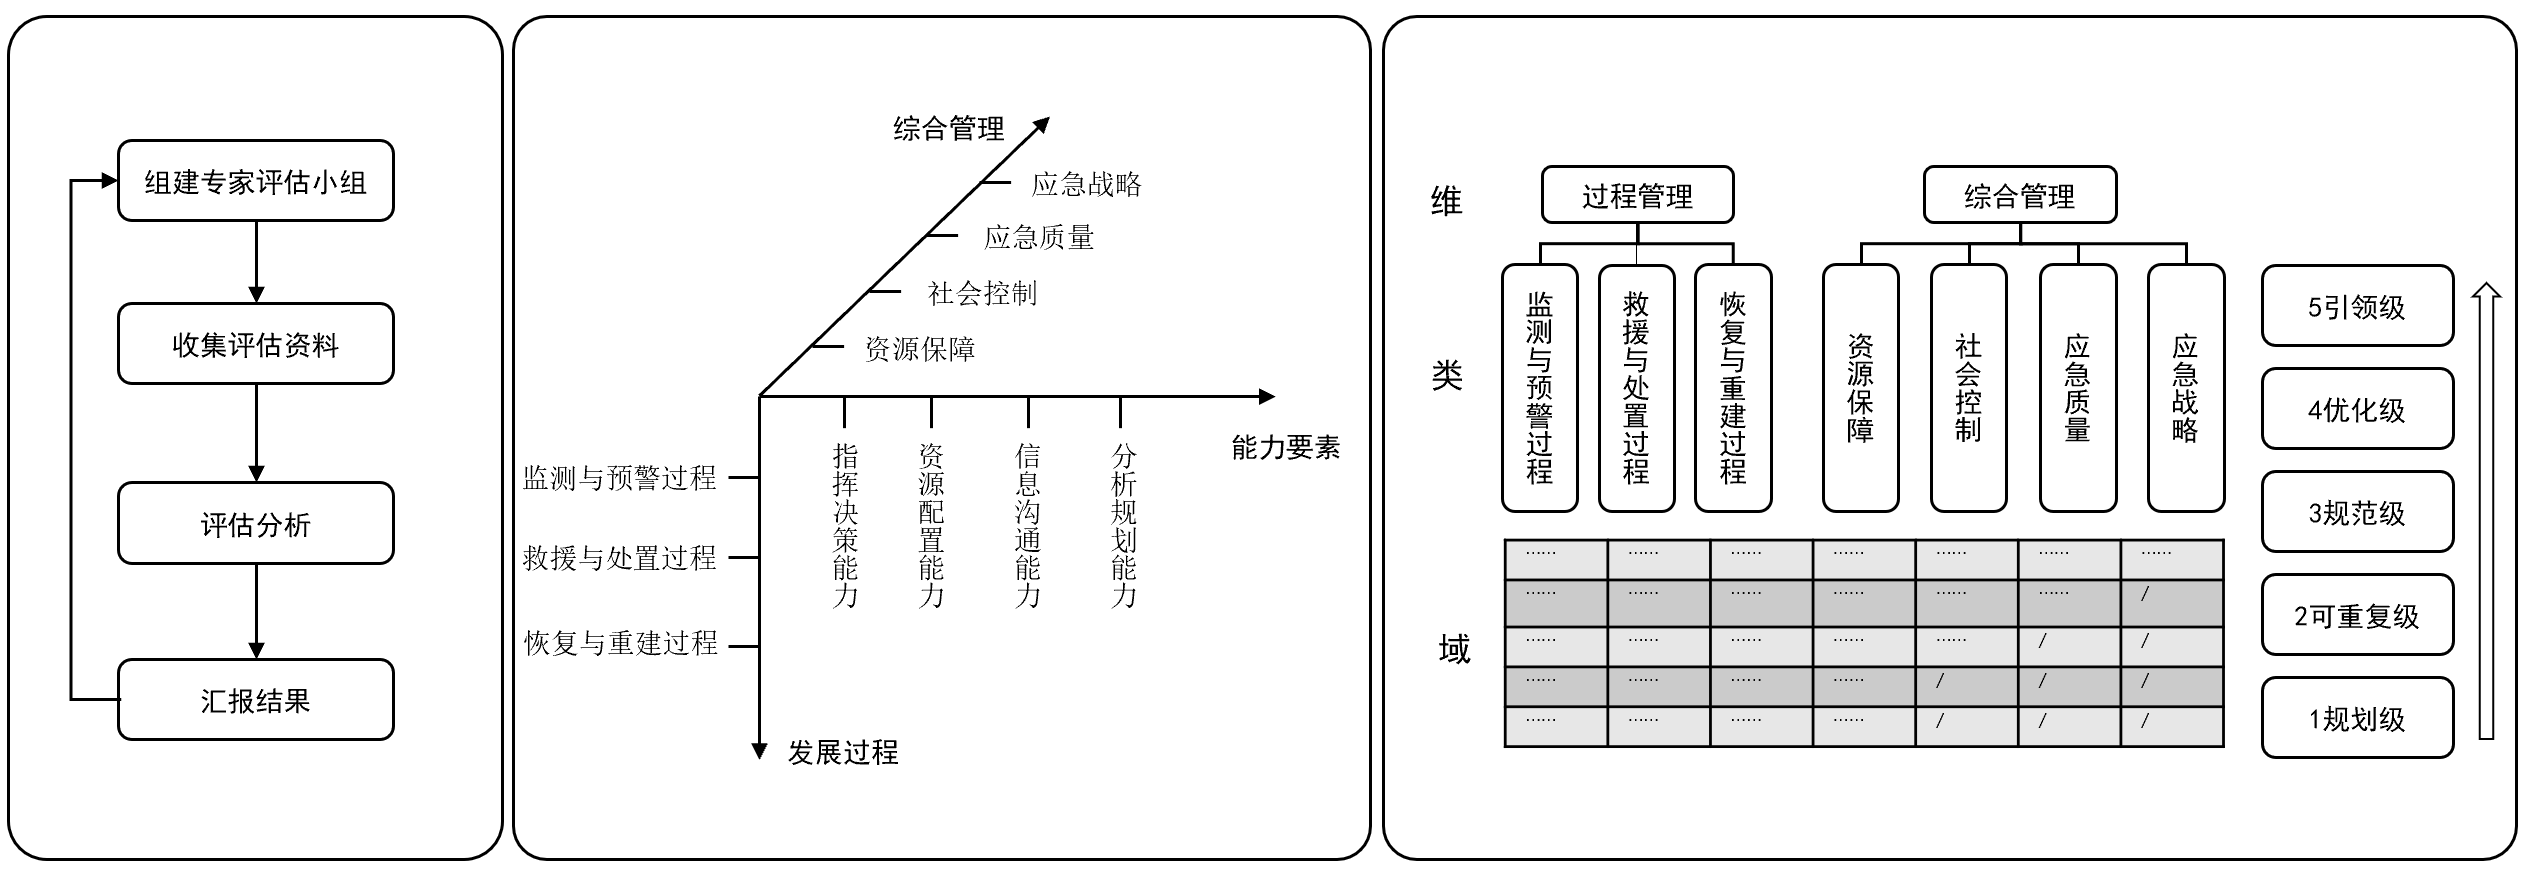 组建专家评估小组
收集评估资料
评估分析
汇报结果
综合管理
应急战略
应急质量
社会控制
资源保障
能力要素
指挥决策能力
资源配置能力
信息沟通能力
分析规划能力
监测与预警过程
救援与处置过程
恢复与重建过程
发展过程
维
过程管理
综合管理
类
监测与预警过程
救援与处置过程
恢复与重建过程
资源保障
社会控制
应急质量
应急战略
域
…… …… …… …… …… …… ……
…… …… …… …… …… …… /
…… …… …… …… …… / /
…… …… …… …… / / /
…… …… …… …… / / /
5引领级
4优化级
3规范级
2可重复级
1规划级